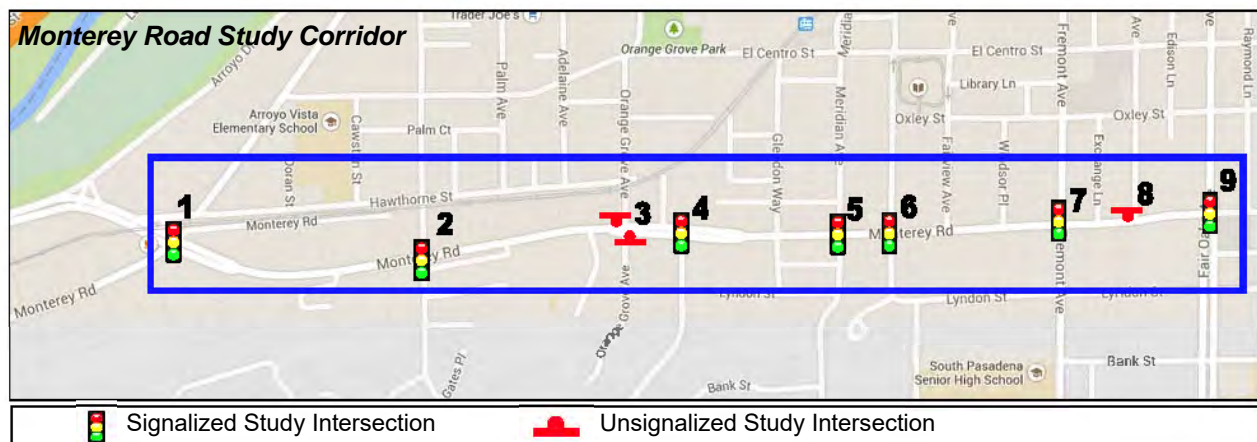 Monterey Road Study Corridor
Trader Joe's
Orange Grove Park
El Centro St
El Centro St
Library Ln
Oxley St
Oxley St
Arroyo Vista
Elementary School
Palm Ct
Cawston St
Doran St
Palm Ave
Adelaine Ave
Orange Grove Ave
Meridian Ave
Glendon Way
Fairview Ave
Windsor Pl
Fremont Ave
Exchange Ln
Ave
Edison Ln
Raymond Ln
Hawthorne St
Monterey Rd
Monterey Rd
Monterey Rd
Monterey Rd
1
2
3
4
5
6
7
8
9
Orange Grove Ave
Gates Pl
Lyndon St
Lyndon St
Lyndon St
Bank St
Bank St
South Pasadena
Senior High School
Signalized Study Intersection
Unsignalized Study Intersection